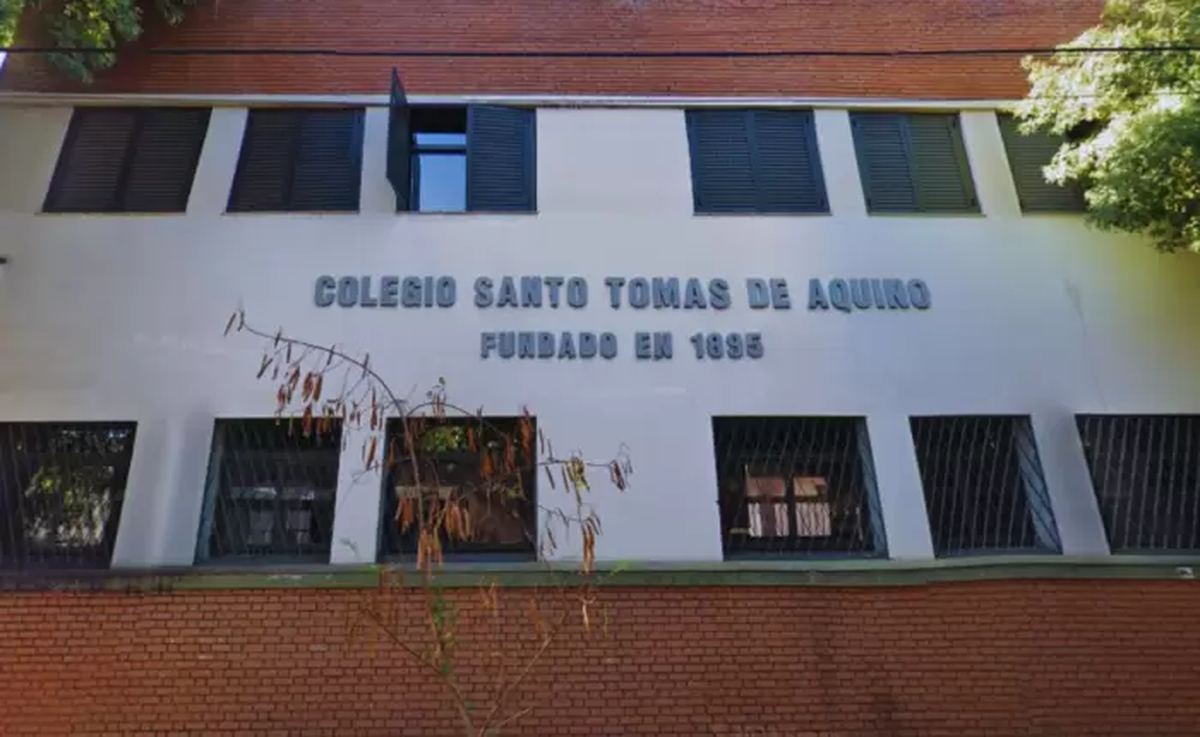 COLEGIO SANTO TOMAS DE AQUINO
FUNDADO EN 1895